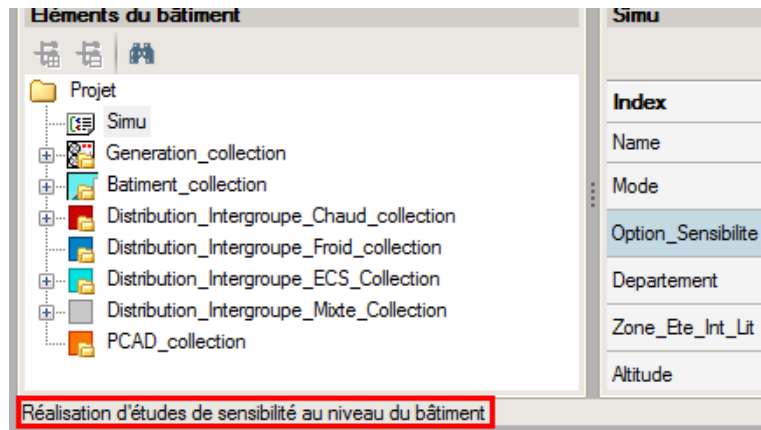 Eléments du bâtiment
Projet
Simu
Generation_collection
Batiment_collection
Distribution_Intergroupe_Chaud_collection
Distribution_Intergroupe_Froid_collection
Distribution_Intergroupe_ECS_Collection
Distribution_Intergroupe_Mixte_Collection
PCAD_collection
Simu
Index
Name
Mode
Option_Sensibilite
Departement
Zone_Ete_Int_Lit
Altitude
Réalisation d'études de sensibilité au niveau du bâtiment